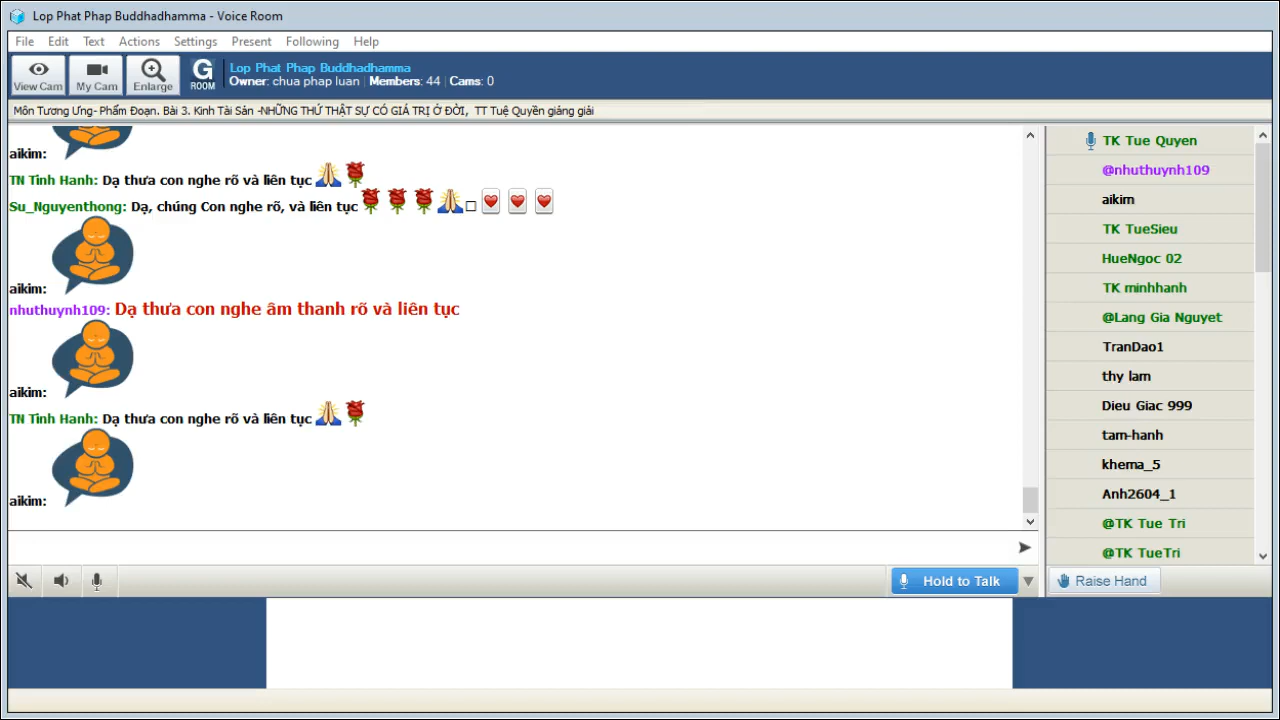 Lop Phat Phap Buddhadhamma - Voice Room
File Edit Text Actions Settings Present Following Help
View Cam My Cam Enlarge G ROOM
Lop Phat Phap Buddhadhamma
Owner: chua phap luan Members: 44 Cams: 0
Môn Tương Ưng- Phẩm Đoạn. Bài 3. Kinh Tài Sản -NHỮNG THỨ THẬT SỰ CÓ GIÁ TRỊ Ở ĐỜI, TT Tuệ Quyền giảng giải
aikim:
TN Tinh Hanh: Dạ thưa con nghe rõ và liên tục
Su_Nguyenthong: Dạ, chúng Con nghe rõ, và liên tục
aikim:
nhuthuynh109: Dạ thưa con nghe âm thanh rõ và liên tục
aikim:
TN Tinh Hanh: Dạ thưa con nghe rõ và liên tục
aikim:
TK Tue Quyen
@nhuthuynh109
aikim
TK TueSieu
HueNgoc 02
TK minhhanh
@Lang Gia Nguyet
TranDao1
thy lam
Dieu Giac 999
tam-hanh
khema_5
Anh2604_1
@TK Tue Tri
@TK TueTri
Hold to Talk
Raise Hand